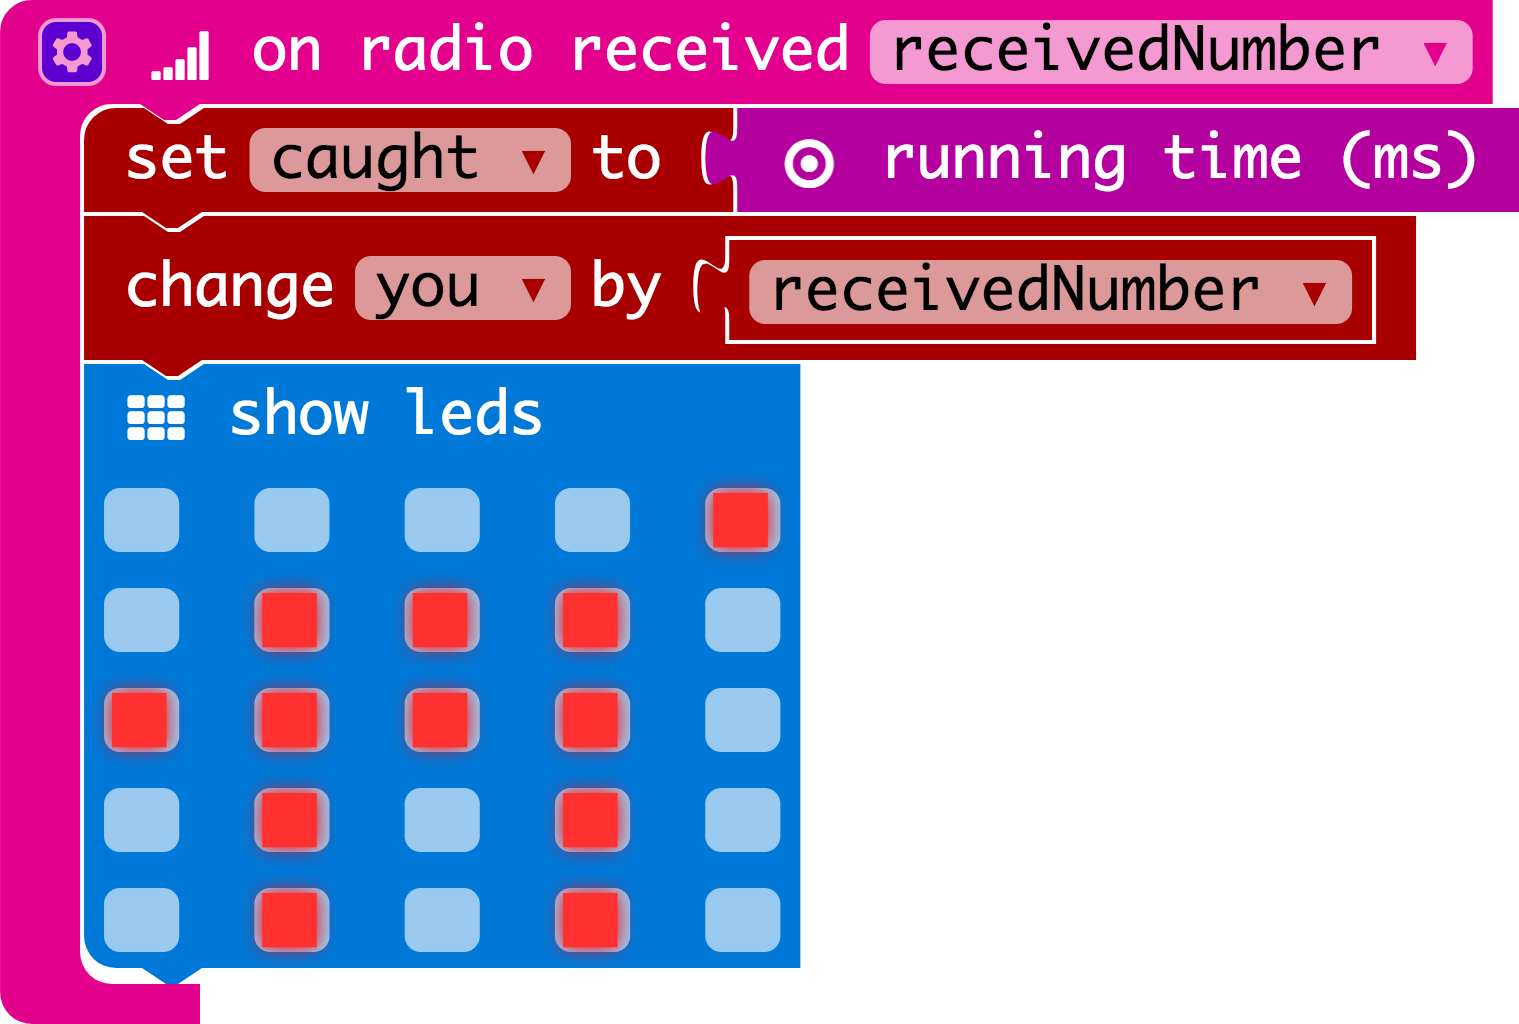 on radio received receivedNumber
set caught to running time (ms)
change you by receivedNumber
show leds